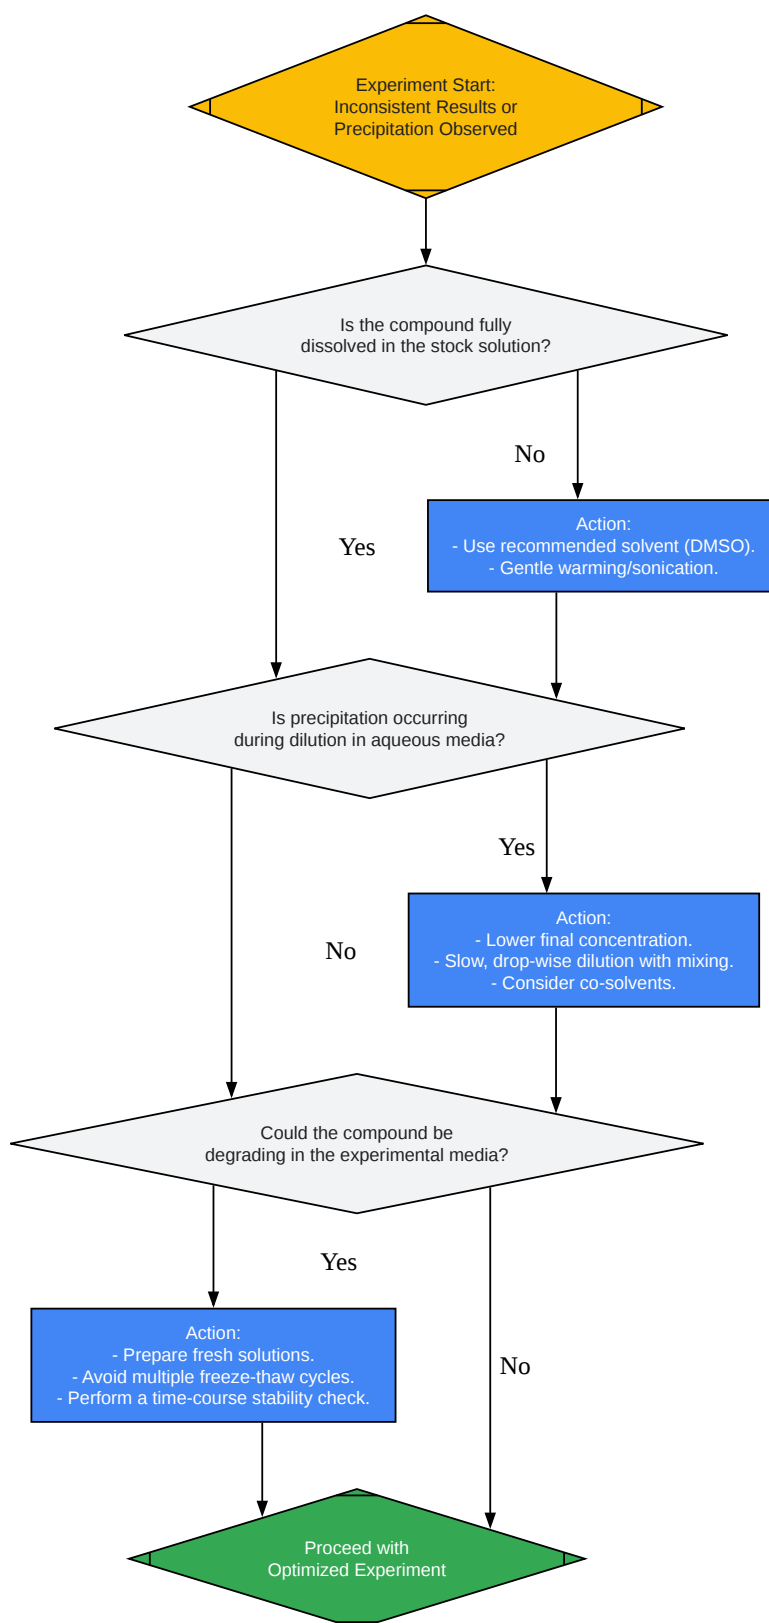 Experiment Start:
Inconsistent Results or
Precipitation Observed
Is the compound fully
dissolved in the stock solution?
No
Action:
- Use recommended solvent (DMSO).
- Gentle warming/sonication.
Yes
Is precipitation occurring
during dilution in aqueous media?
Yes
Action:
- Lower final concentration.
- Slow, drop-wise dilution with mixing.
- Consider co-solvents.
No
Could the compound be
degrading in the experimental media?
Yes
Action:
- Prepare fresh solutions.
- Avoid multiple freeze-thaw cycles.
- Perform a time-course stability check.
No
Proceed with
Optimized Experiment